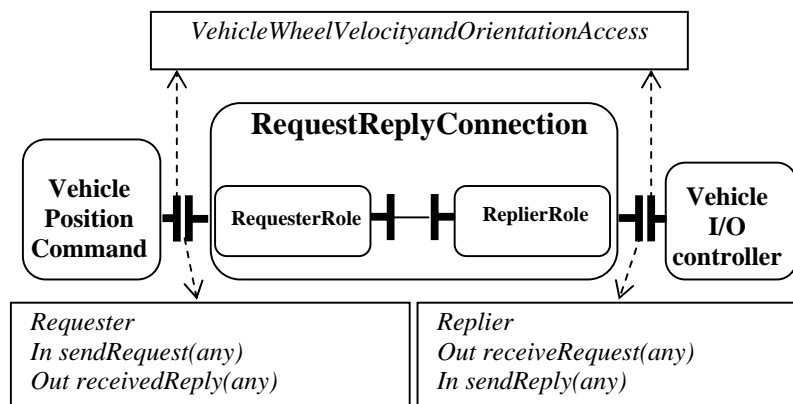 VehicleWheelVelocityandOrientationAccess
RequestReplyConnection
Vehicle
Position
Command
RequesterRole
ReplierRole
Vehicle
I/O
controller
Requester
In sendRequest(any)
Out receivedReply(any)
Replier
Out receiveRequest(any)
In sendReply(any)